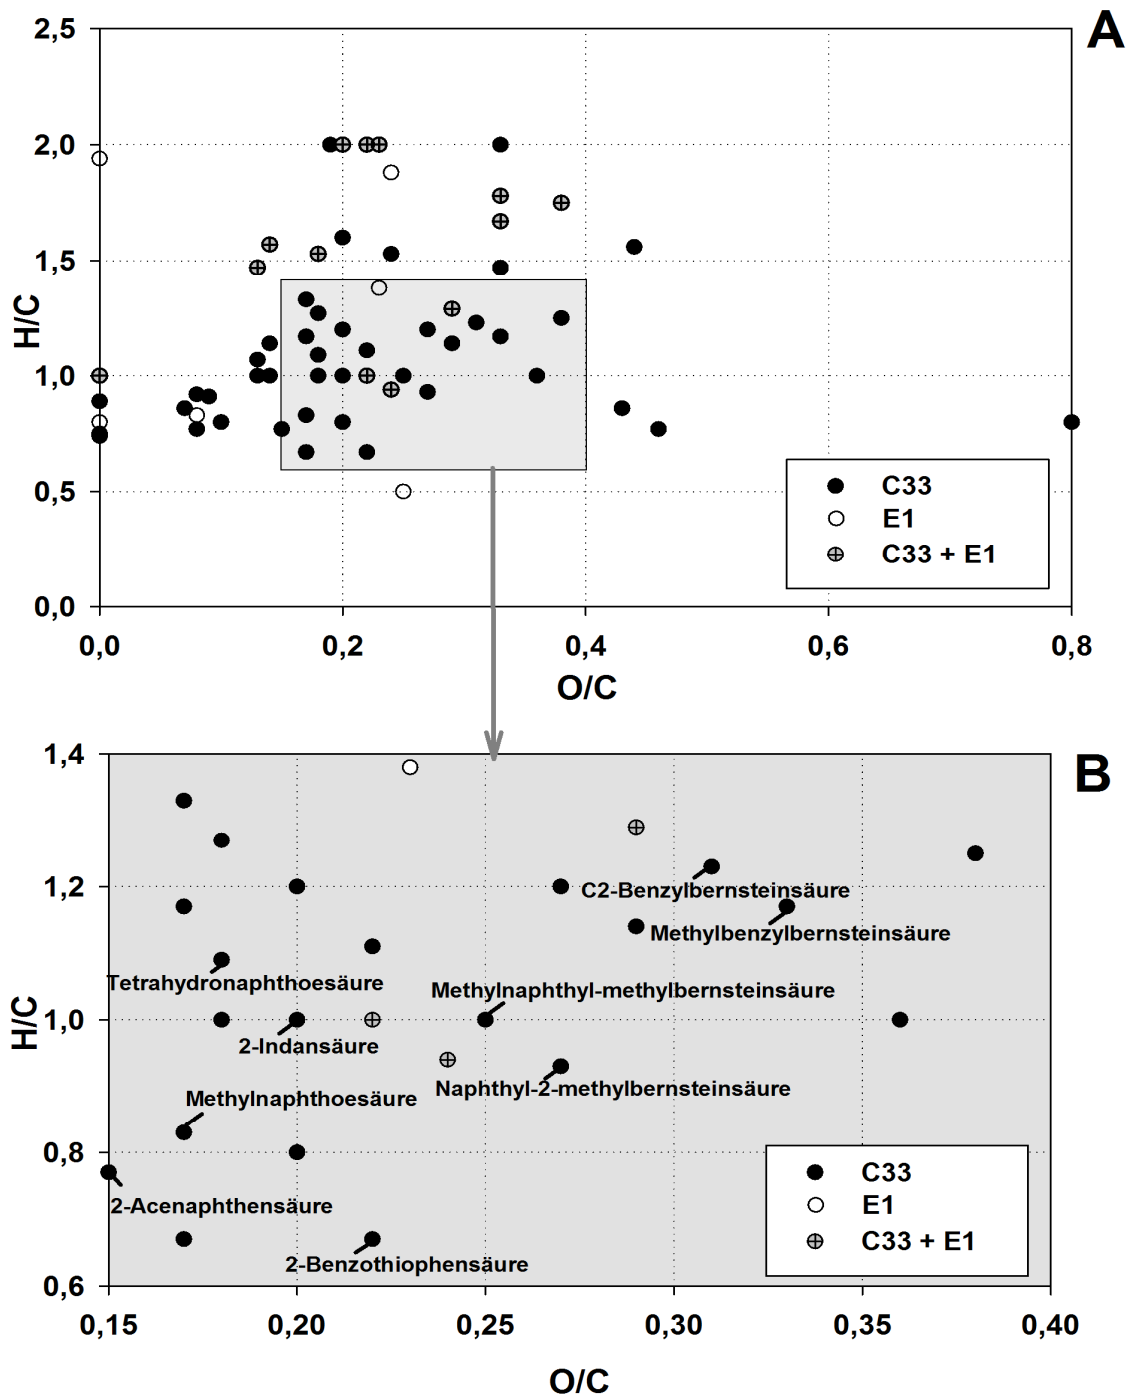 A
2,5
2,0
1,5
1,0
0,5
0,0
H/C
C33
E1
C33 + E1
0,0 0,2 0,4 0,6 0,8
O/C
B
1,4
1,2
1,0
0,8
0,6
H/C
C2-Benzylbernsteinsäure
Methylbenzylbernsteinsäure
Tetrahydronaphthoesäure
Methylnaphthyl-methylbernsteinsäure
2-Indansäure
Naphthyl-2-methylbernsteinsäure
Methylnaphthoesäure
2-Acenaphthensäure
2-Benzothiophensäure
C33
E1
C33 + E1
0,15 0,20 0,25 0,30 0,35 0,40
O/C